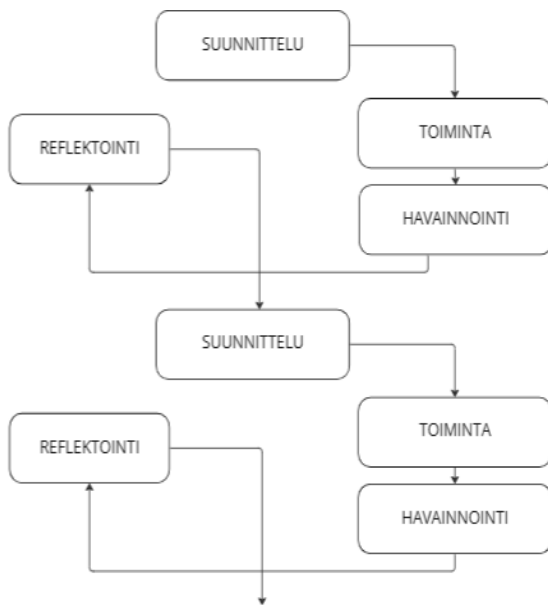 SUUNNITTELU
TOIMINTA
HAVAINNOINTI
REFLEKTOINTI
SUUNNITTELU
TOIMINTA
HAVAINNOINTI
REFLEKTOINTI